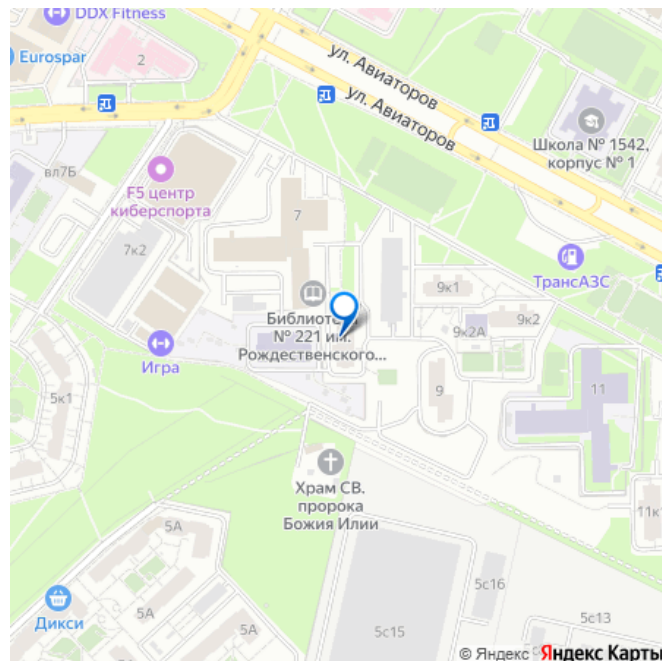 DDX Fitness
Eurospar
2
ул. Авиаторов
ул. Авиаторов
Школа № 1542,
корпус № 1
вл7Б
F5 центр
киберспорта
7
7к2
ТрансАЗС
9к1
9к2
9к2А
Библиоте
№ 221 им.
Рождественского...
Игра
5к1
9
11
Храм СВ.
пророка
Божия Илии
11к
5А
5А
5А
Дикси
5с16
5с13
5с15
© Яндекс Яндекс Карты